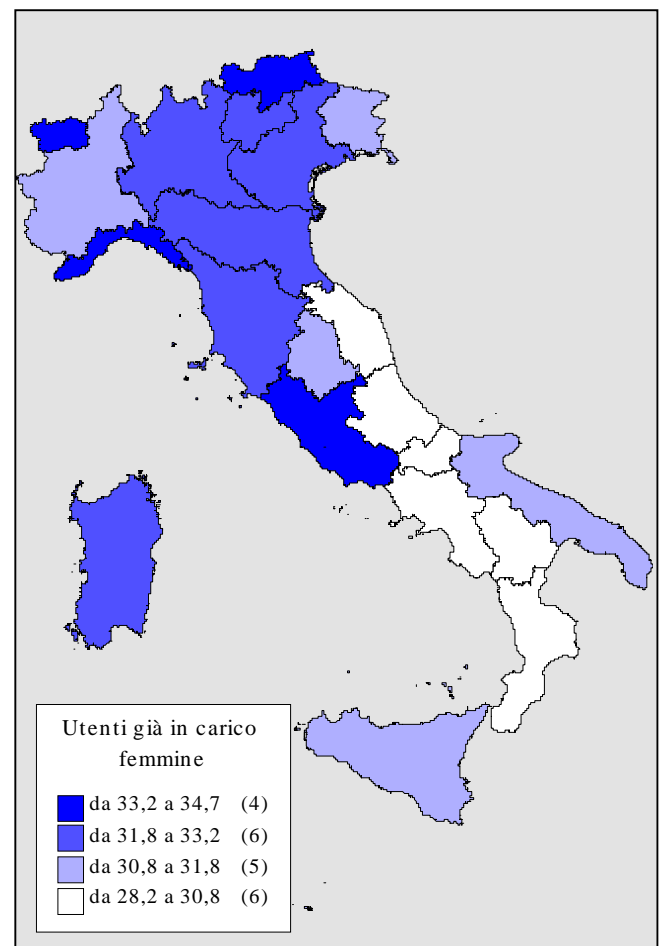 Utenti già in carico
femmine
da 33,2 a 34,7 (4)
da 31,8 a 33,2 (6)
da 30,8 a 31,8 (5)
da 28,2 a 30,8 (6)